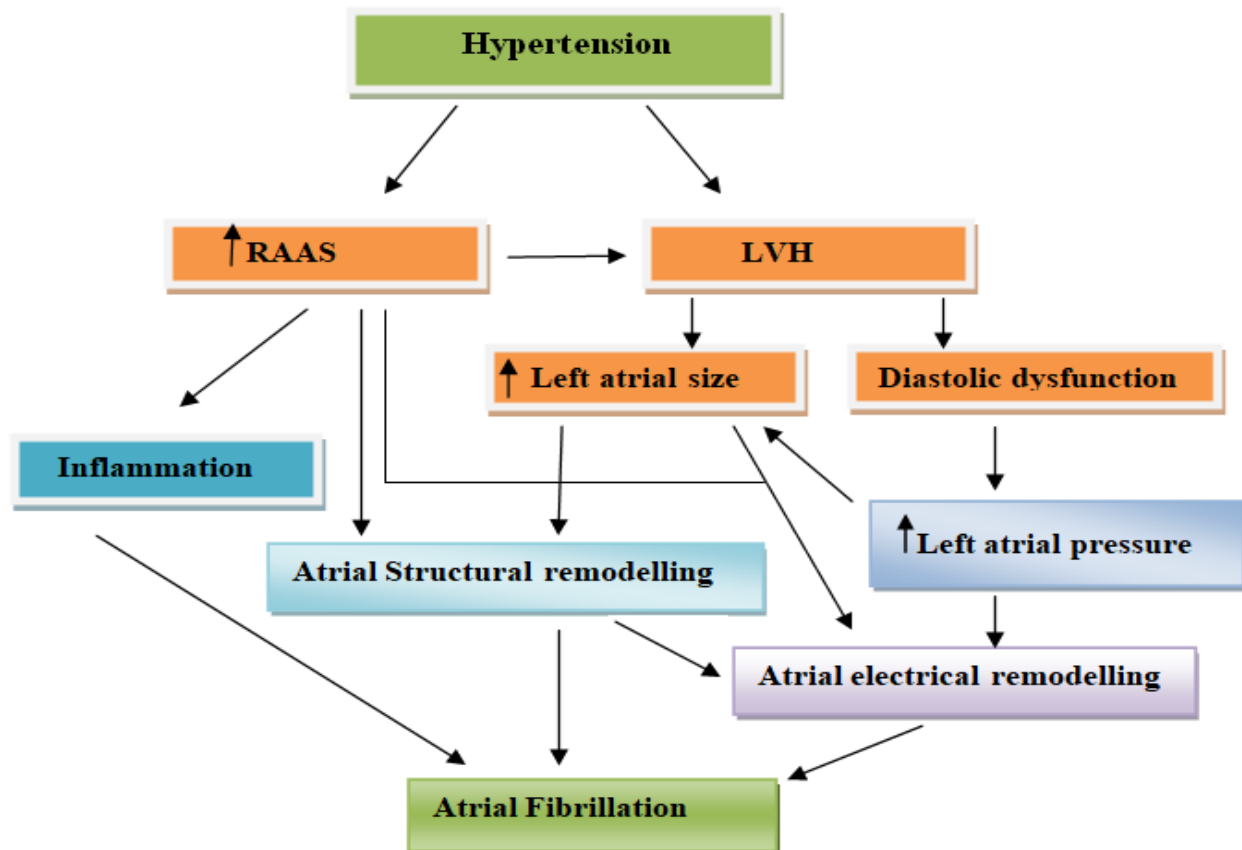 Hypertension
RAAS
LVH
Left atrial size
Diastolic dysfunction
Inflammation
Left atrial pressure
Atrial Structural remodelling
Atrial electrical remodelling
Atrial Fibrillation